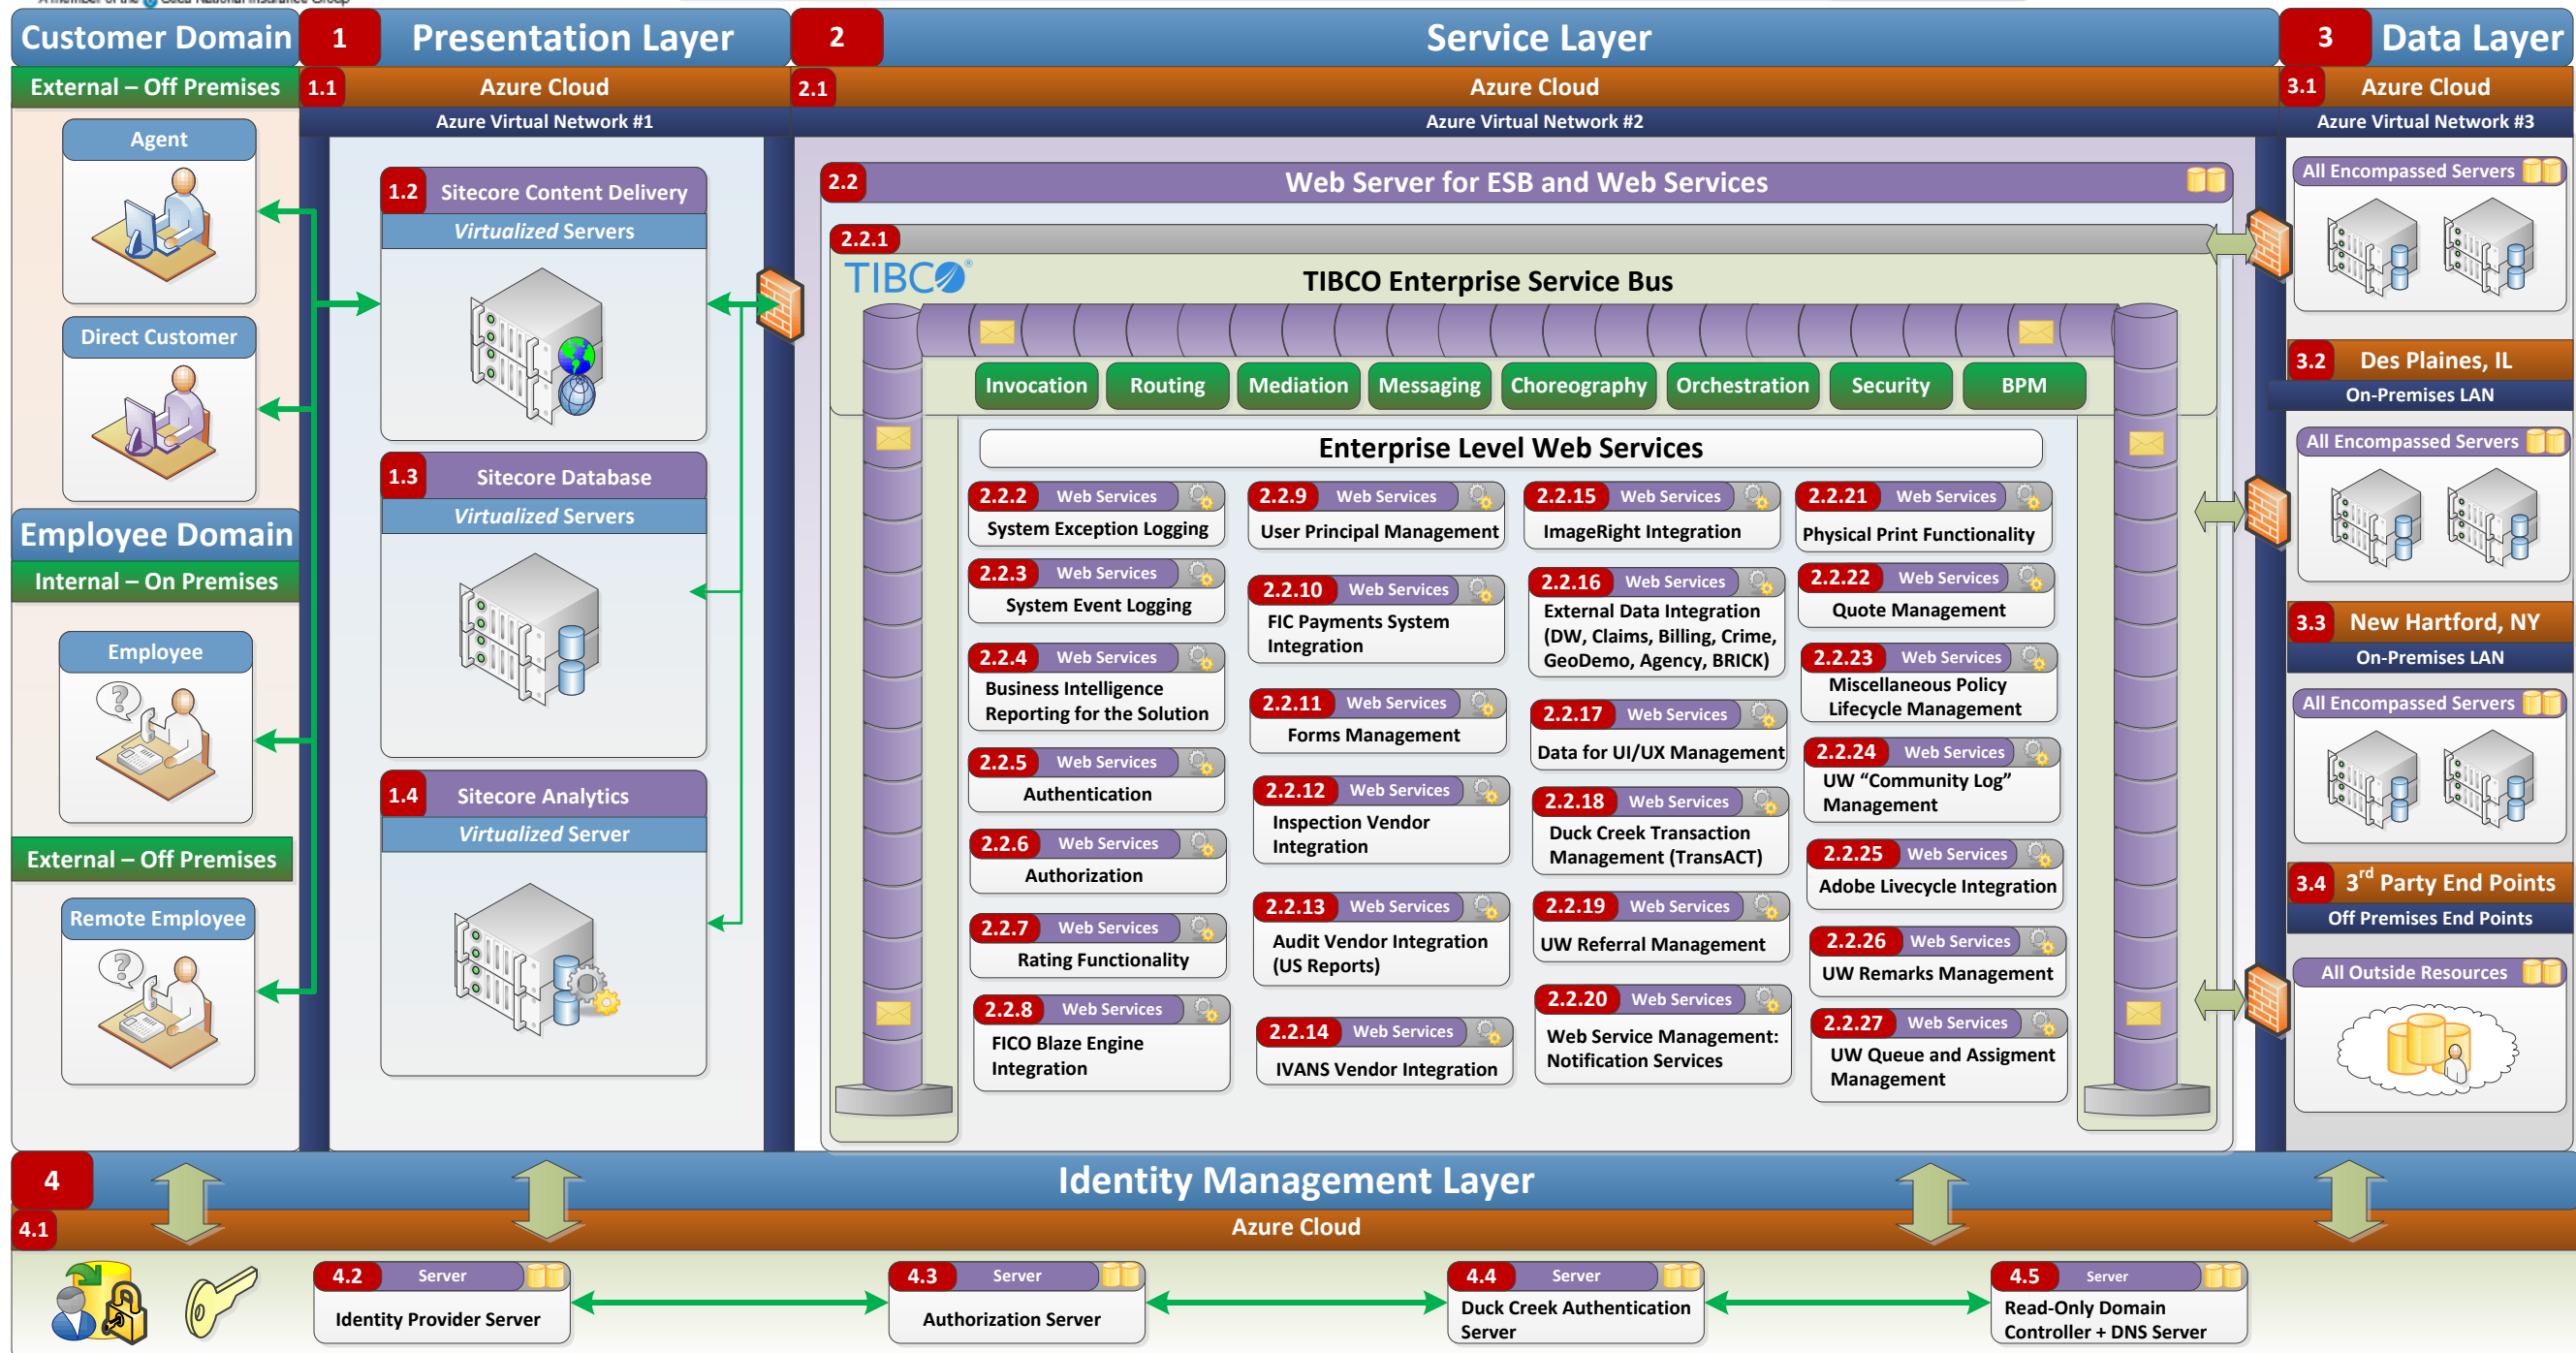 A member of the Utica National Insurance Group
Customer Domain
1
Presentation Layer
2
Service Layer
3
Data Layer
External – Off Premises
1.1
Azure Cloud
2.1
Azure Cloud
3.1
Azure Cloud
Azure Virtual Network #1
Azure Virtual Network #2
Azure Virtual Network #3
Agent
Direct Customer
Employee Domain
Internal – On Premises
Employee
External – Off Premises
Remote Employee
1.2
Sitecore Content Delivery
Virtualized Servers
1.3
Sitecore Database
Virtualized Servers
1.4
Sitecore Analytics
Virtualized Server
2.2
Web Server for ESB and Web Services
2.2.1
TIBCO®
TIBCO Enterprise Service Bus
Invocation
Routing
Mediation
Messaging
Choreography
Orchestration
Security
BPM
Enterprise Level Web Services
2.2.2
Web Services
System Exception Logging
2.2.3
Web Services
System Event Logging
2.2.4
Web Services
Business Intelligence
Reporting for the Solution
2.2.5
Web Services
Authentication
2.2.6
Web Services
Authorization
2.2.7
Web Services
Rating Functionality
2.2.8
Web Services
FICO Blaze Engine
Integration
2.2.9
Web Services
User Principal Management
2.2.10
Web Services
FIC Payments System
Integration
2.2.11
Web Services
Forms Management
2.2.12
Web Services
Inspection Vendor
Integration
2.2.13
Web Services
Audit Vendor Integration
(US Reports)
2.2.14
Web Services
IVANS Vendor Integration
2.2.15
Web Services
ImageRight Integration
2.2.16
Web Services
External Data Integration
(DW, Claims, Billing, Crime,
GeoDemo, Agency, BRICK)
2.2.17
Web Services
Data for UI/UX Management
2.2.18
Web Services
Duck Creek Transaction
Management (TransACT)
2.2.19
Web Services
UW Referral Management
2.2.20
Web Services
Web Service Management:
Notification Services
2.2.21
Web Services
Physical Print Functionality
2.2.22
Web Services
Quote Management
2.2.23
Web Services
Miscellaneous Policy
Lifecycle Management
2.2.24
Web Services
UW “Community Log”
Management
2.2.25
Web Services
Adobe Livecycle Integration
2.2.26
Web Services
UW Remarks Management
2.2.27
Web Services
UW Queue and Assigment
Management
All Encompassed Servers
3.2
Des Plaines, IL
On-Premises LAN
All Encompassed Servers
3.3
New Hartford, NY
On-Premises LAN
All Encompassed Servers
3.4
3rd Party End Points
Off Premises End Points
All Outside Resources
4
Identity Management Layer
4.1
Azure Cloud
4.2
Server
Identity Provider Server
4.3
Server
Authorization Server
4.4
Server
Duck Creek Authentication
Server
4.5
Server
Read-Only Domain
Controller + DNS Server